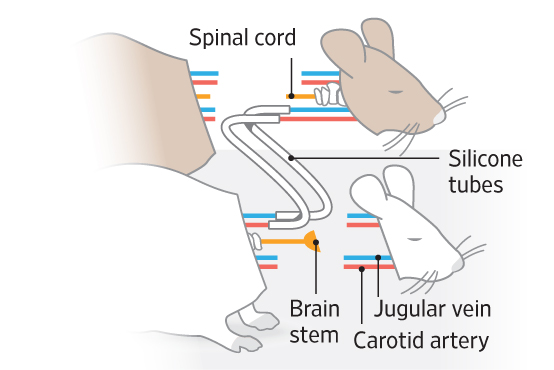 Spinal cord
Silicone
tubes
Brain
stem
Jugular vein
Carotid artery